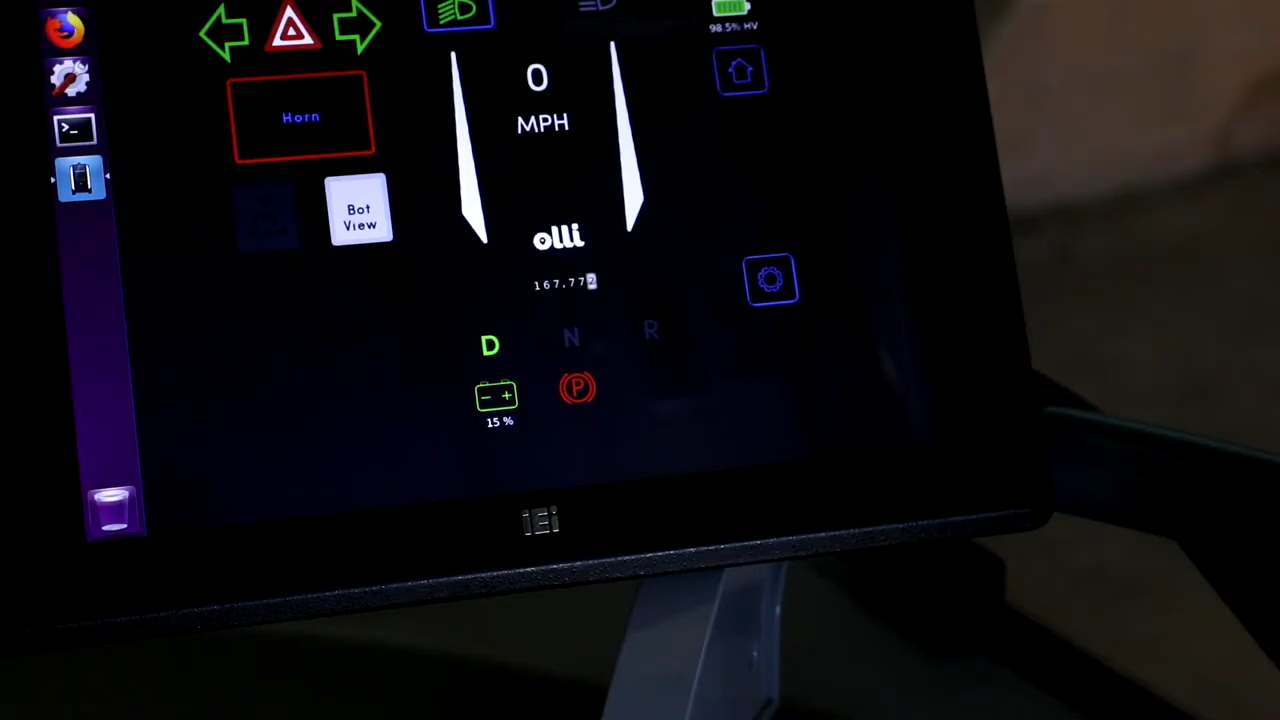 98.5% HV
0
MPH
Horn
Bot
View
olli
167.772
D N R
P
15 %
iEi